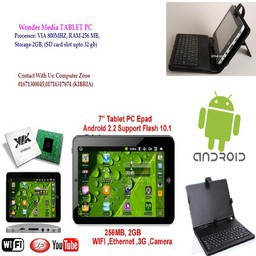 Wonder Media TABLET PC
Processor: VIA 800MHZ, RAM-256 MB,
Storage-2GB, (SD card slot upto 32 gb)
Contact With Us: Computer Zone
01671300045,01716317674 (KIBRIA)
7" Tablet PC Epad
Android 2.2 Support Flash 10.1
ANDROID
256MB, 2GB
WIFI ,Ethernet ,3G ,Camera
WiFi
You Tube